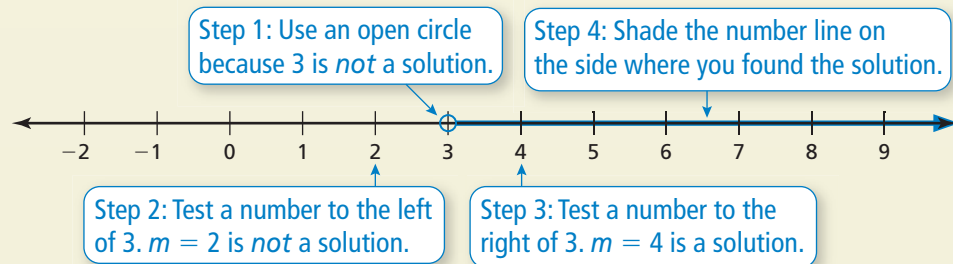 Step 1: Use an open circle
because 3 is not a solution.
Step 4: Shade the number line on
the side where you found the solution.
−2 −1 0 1 2 3 4 5 6 7 8 9
Step 2: Test a number to the left
of 3. m = 2 is not a solution.
Step 3: Test a number to the
right of 3. m = 4 is a solution.